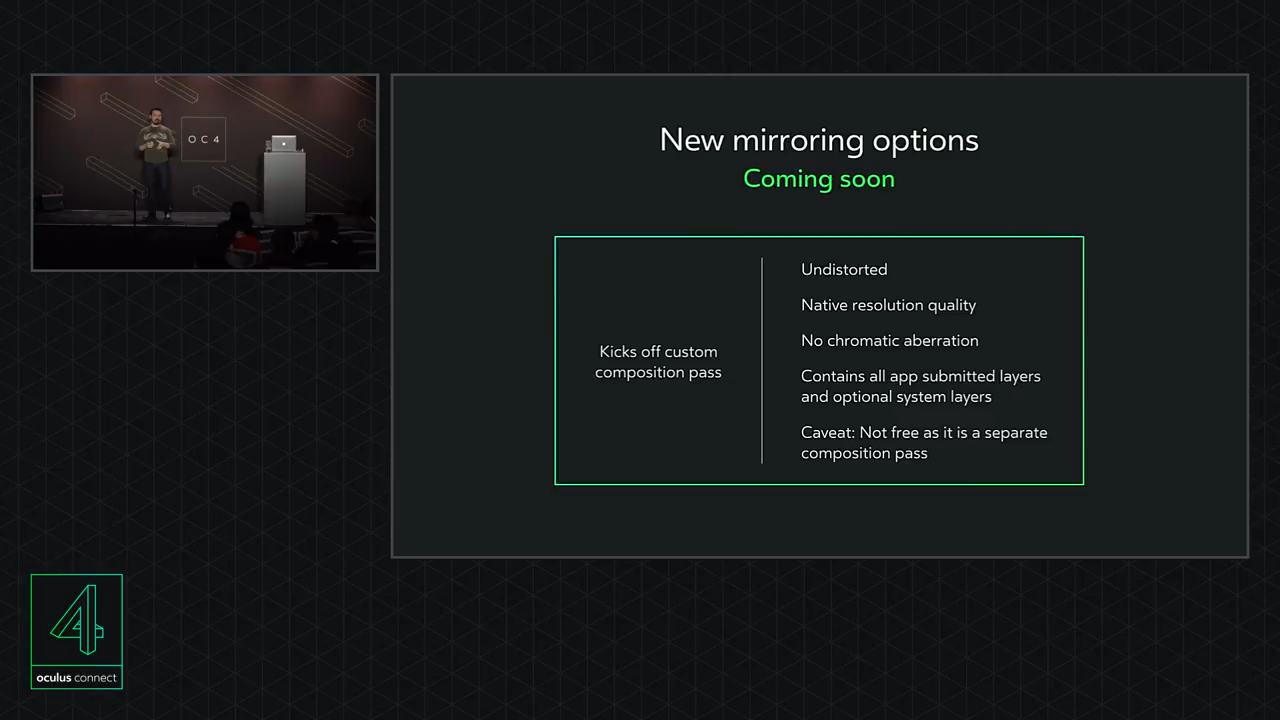 OC4
New mirroring options
Coming soon
Kicks off custom
composition pass
Undistorted
Native resolution quality
No chromatic aberration
Contains all app submitted layers
and optional system layers
Caveat: Not free as it is a separate
composition pass
4
oculus connect